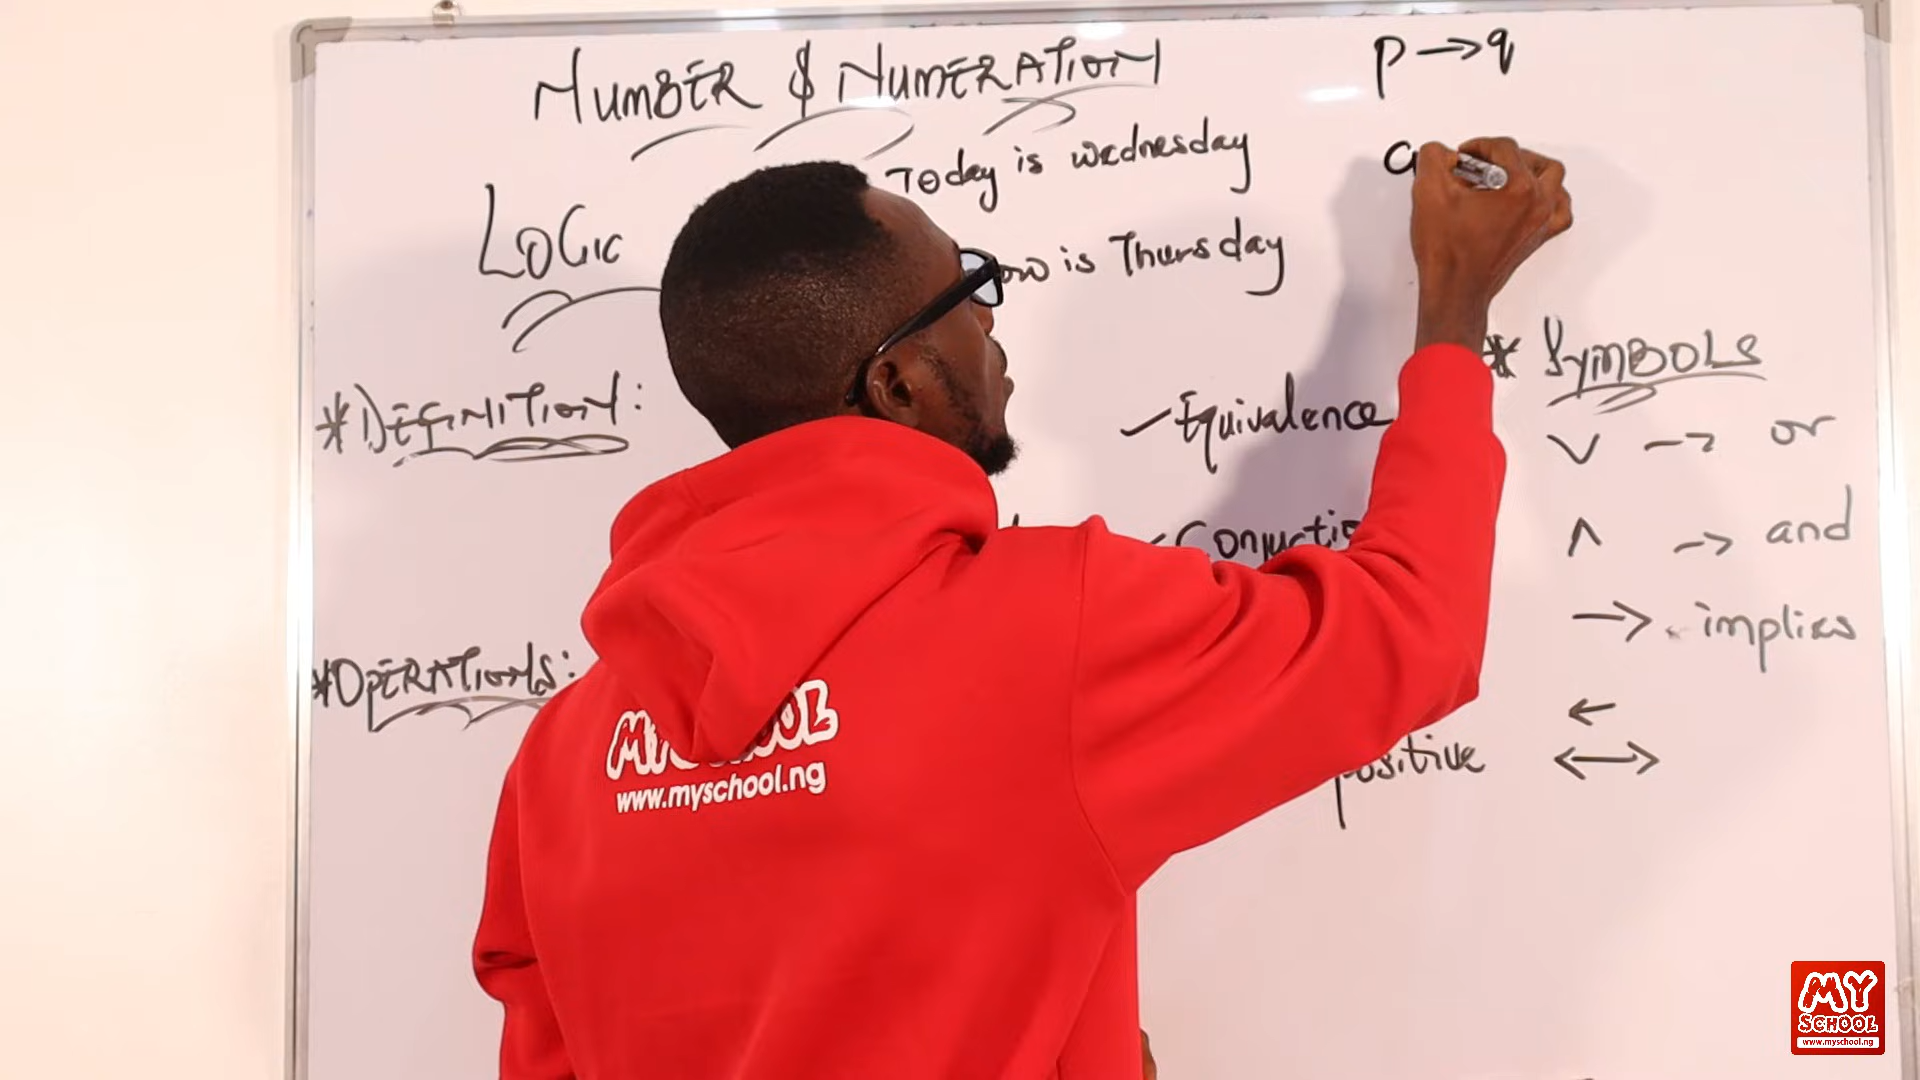 NUMBER & NUMERATION
p → q
Today is wednesday
LOGIC
is Thursday
* SYMBOLS
* DEFINITION:
✓ Equivalence
∨ → or
∧ → and
→ implies
* OPERATIONS:
←
↔
MYSCHOOL
www.myschool.ng
MY
SCHOOL
www.myschool.ng